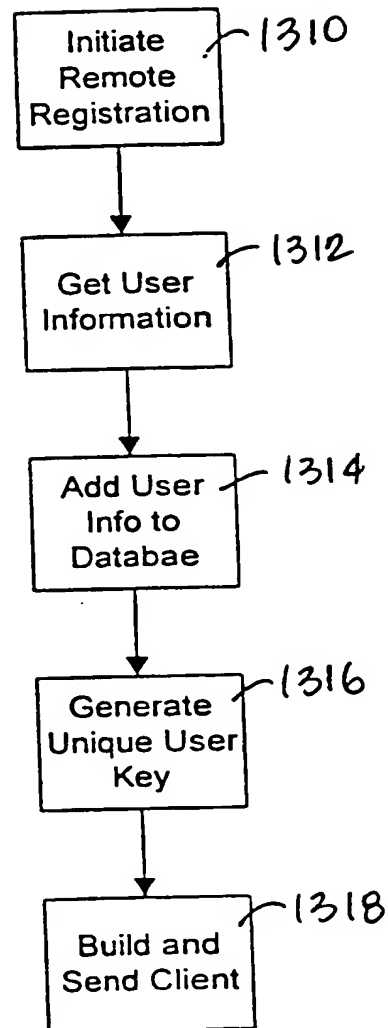 Initiate
Remote
Registration
1310
Get User
Information
1312
Add User
Info to
Databae
1314
Generate
Unique User
Key
1316
Build and
Send Client
1318